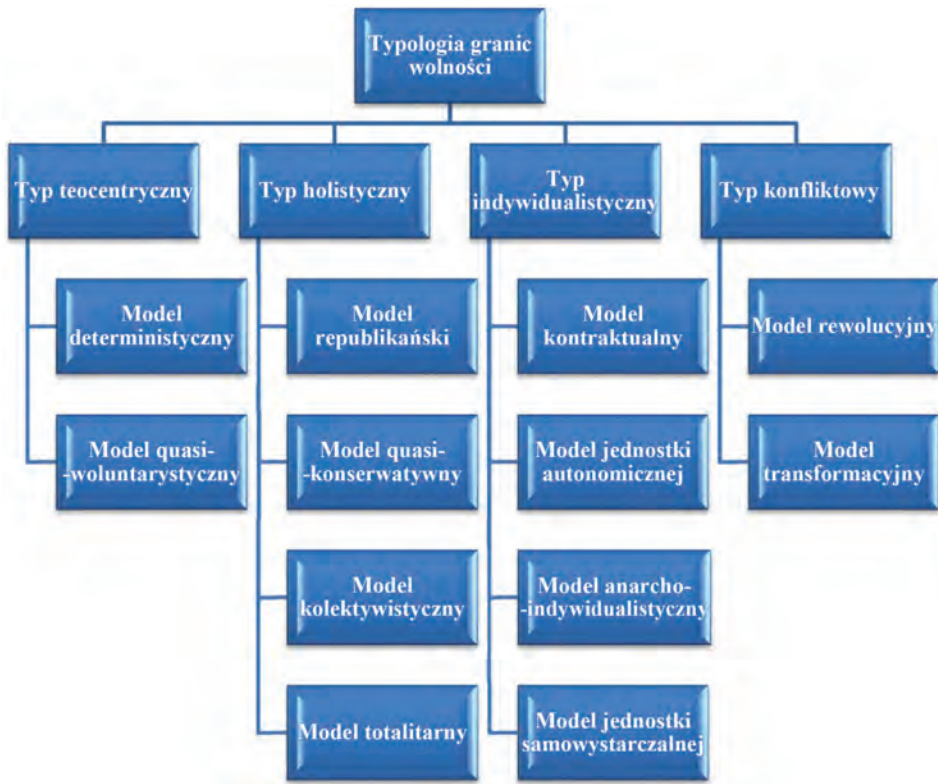 Typologia granic
wolności
Typ teocentryczny
Typ holistyczny
Typ
indywidualistyczny
Typ konfliktowy
Model
deterministyczny
Model
republikański
Model
kontraktualny
Model rewolucyjny
Model quasi-
-woluntarystyczny
Model quasi-
-konserwatywny
Model jednostki
autonomicznej
Model
transformacyjny
Model
kolektywistyczny
Model anarcho-
-indywidualistyczny
Model totalitarny
Model jednostki
samowystarczalnej